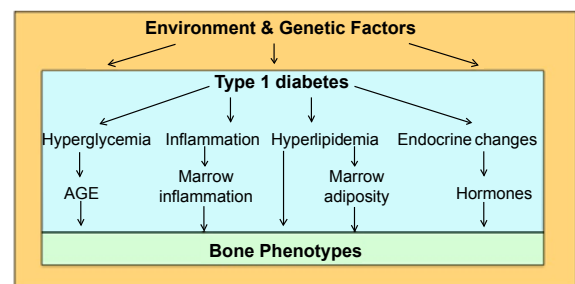 Environment & Genetic Factors
Type 1 diabetes
Hyperglycemia Inflammation Hyperlipidemia Endocrine changes
AGE
Marrow
inflammation
Marrow
adiposity
Hormones
Bone Phenotypes